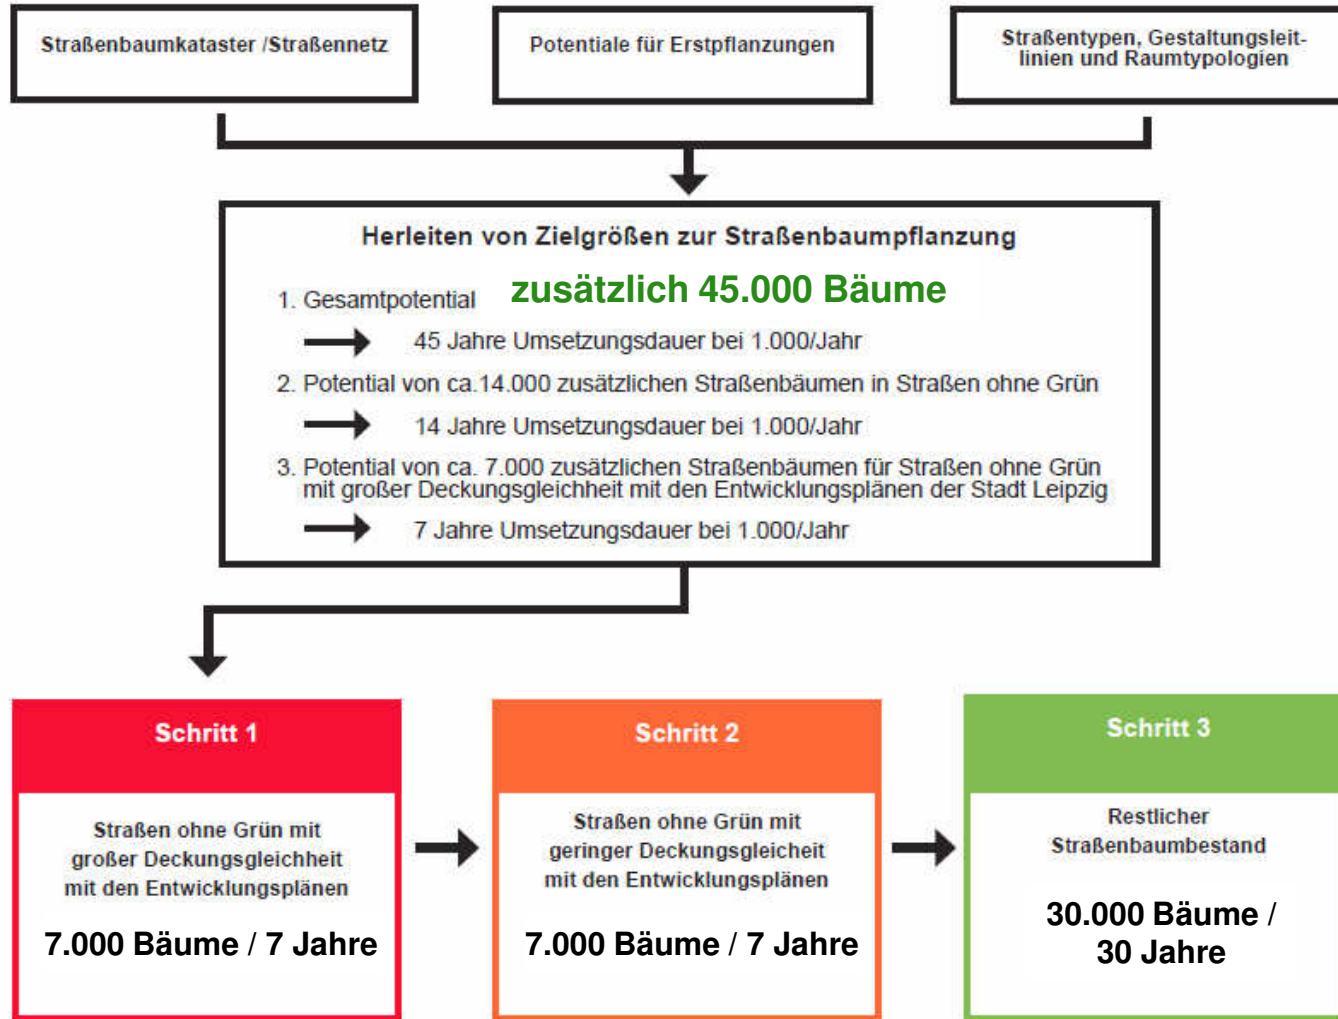 Straßenbaumkataster /Straßennetz
Potentiale für Erstpflanzungen
Straßentypen, Gestaltungsleit-
linien und Raumtypologien
Herleiten von Zielgrößen zur Straßenbaumpflanzung
1. Gesamtpotential zusätzlich 45.000 Bäume
45 Jahre Umsetzungsdauer bei 1.000/Jahr
2. Potential von ca.14.000 zusätzlichen Straßenbäumen in Straßen ohne Grün
14 Jahre Umsetzungsdauer bei 1.000/Jahr
3. Potential von ca. 7.000 zusätzlichen Straßenbäumen für Straßen ohne Grün
mit großer Deckungsgleichheit mit den Entwicklungsplänen der Stadt Leipzig
7 Jahre Umsetzungsdauer bei 1.000/Jahr
Schritt 1
Straßen ohne Grün mit
großer Deckungsgleichheit
mit den Entwicklungsplänen
7.000 Bäume / 7 Jahre
Schritt 2
Straßen ohne Grün mit
geringer Deckungsgleicheit
mit den Entwicklungsplänen
7.000 Bäume / 7 Jahre
Schritt 3
Restlicher
Straßenbaumbestand
30.000 Bäume /
30 Jahre